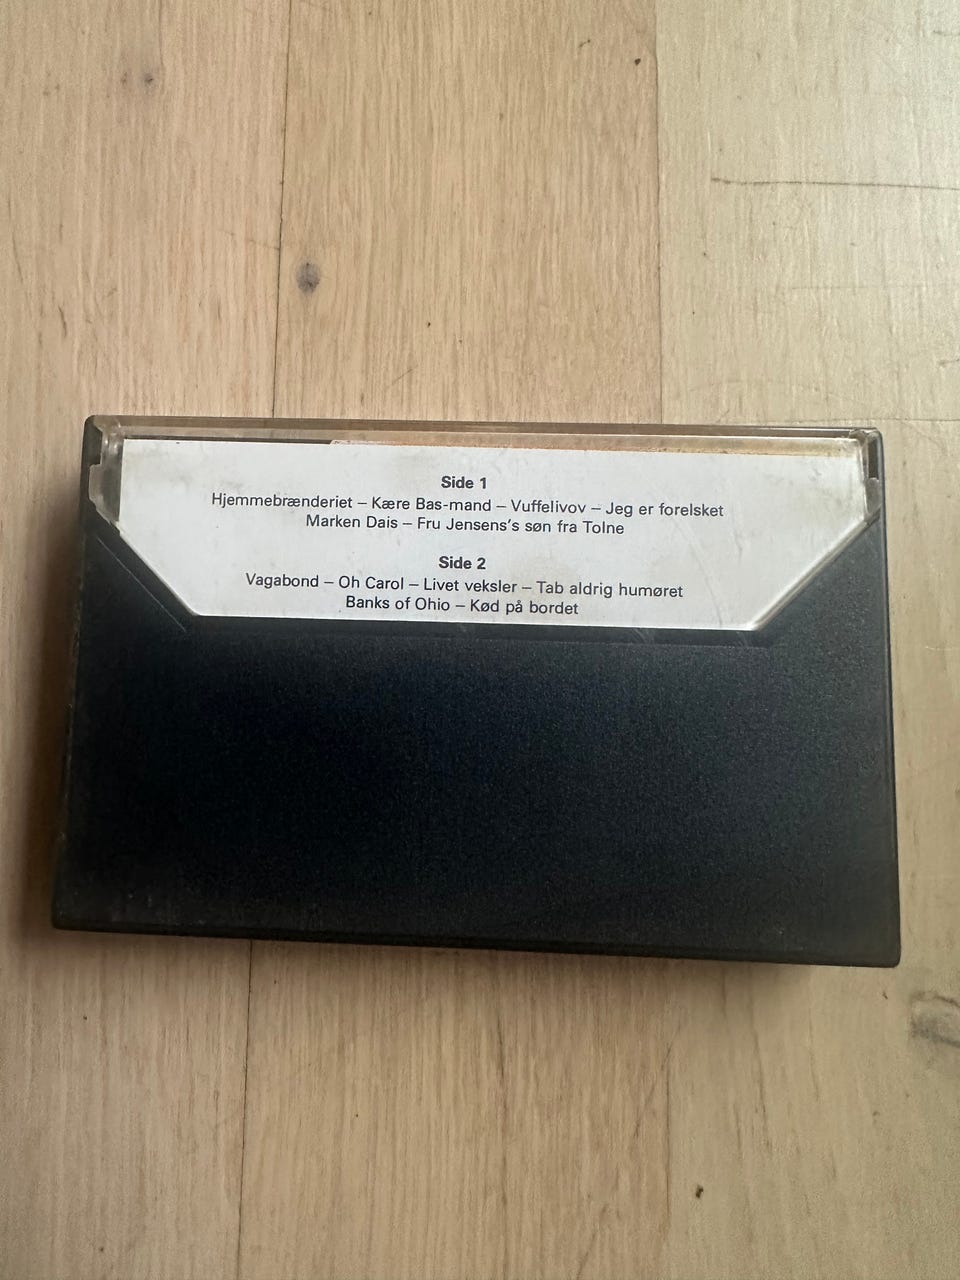 Side 1
Hjemmebrænderiet – Kære Bas-mand – Vuffelivov – Jeg er forelsket
Marken Dais – Fru Jensens's søn fra Tolne
Side 2
Vagabond – Oh Carol – Livet veksler – Tab aldrig humøret
Banks of Ohio – Kød på bordet